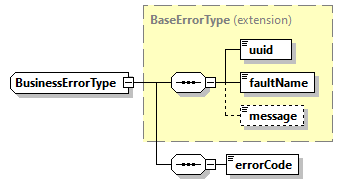 BaseErrorType (extension)
uuid
BusinessErrorType
faultName
message
errorCode